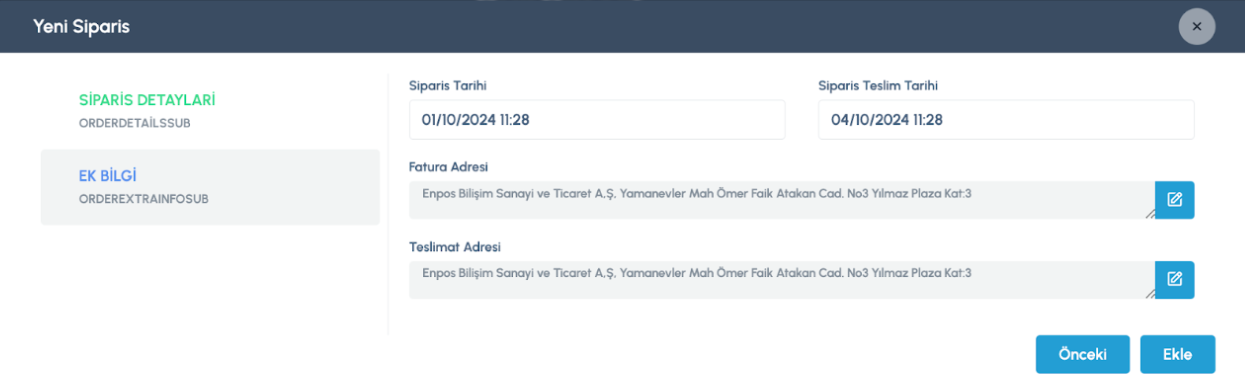 Yeni Siparis
SİPARİS DETAYLARİ
ORDERDETAİLSSUB
EK BİLGİ
ORDEREXTRAINFOSUB
Siparis Tarihi
01/10/2024 11:28
Siparis Teslim Tarihi
04/10/2024 11:28
Fatura Adresi
Enpos Bilişim Sanayi ve Ticaret A,Ş, Yamanevler Mah Ömer Faik Atakan Cad. No3 Yılmaz Plaza Kat:3
Teslimat Adresi
Enpos Bilişim Sanayi ve Ticaret A,Ş, Yamanevler Mah Ömer Faik Atakan Cad. No3 Yılmaz Plaza Kat:3
Önceki
Ekle